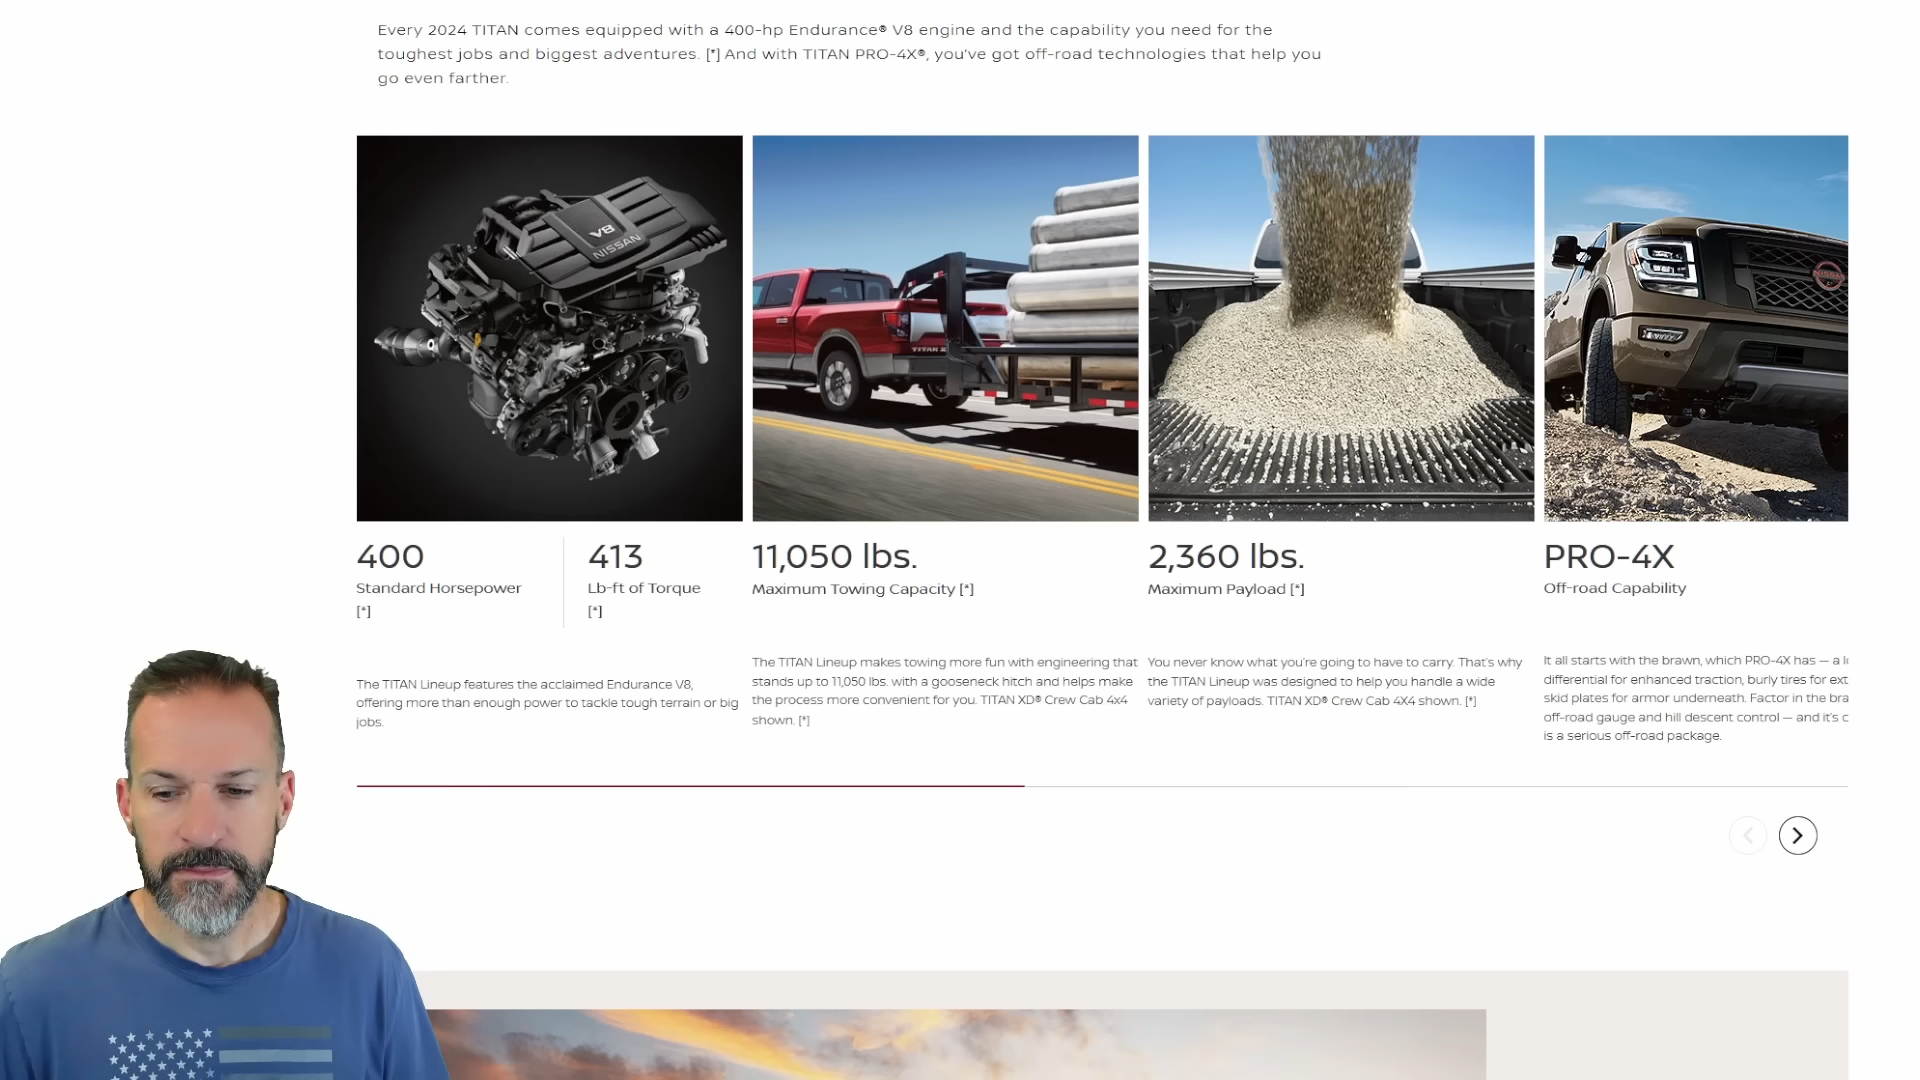 Every 2024 TITAN comes equipped with a 400-hp Endurance® V8 engine and the capability you need for the
toughest jobs and biggest adventures. [*] And with TITAN PRO-4X®, you've got off-road technologies that help you
go even farther.
V8
NISSAN
TITAN
NISSAN
400
Standard Horsepower
[*]
413
Lb-ft of Torque
[*]
The TITAN Lineup features the acclaimed Endurance V8,
offering more than enough power to tackle tough terrain or big
jobs.
11,050 lbs.
Maximum Towing Capacity [*]
The TITAN Lineup makes towing more fun with engineering that
stands up to 11,050 lbs. with a gooseneck hitch and helps make
the process more convenient for you. TITAN XD® Crew Cab 4x4
shown. [*]
2,360 lbs.
Maximum Payload [*]
You never know what you're going to have to carry. That's why
the TITAN Lineup was designed to help you handle a wide
variety of payloads. TITAN XD® Crew Cab 4X4 shown. [*]
PRO-4X
Off-road Capability
It all starts with the brawn, which PRO-4X has — a
differential for enhanced traction, burly tires for
skid plates for armor underneath. Factor in the
off-road gauge and hill descent control — and it's
is a serious off-road package.